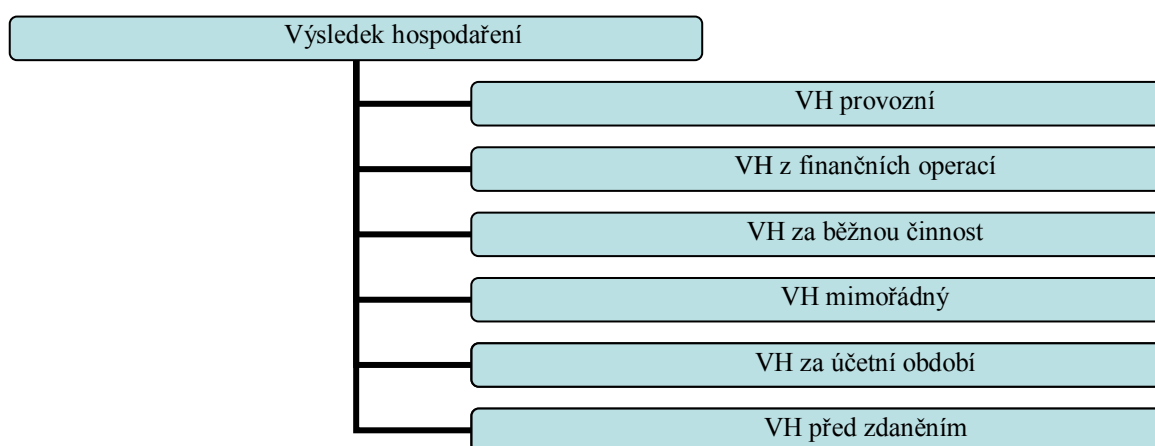 Výsledek hospodaření
VH provozní
VH z finančních operací
VH za běžnou činnost
VH mimořádný
VH za účetní období
VH před zdaněním